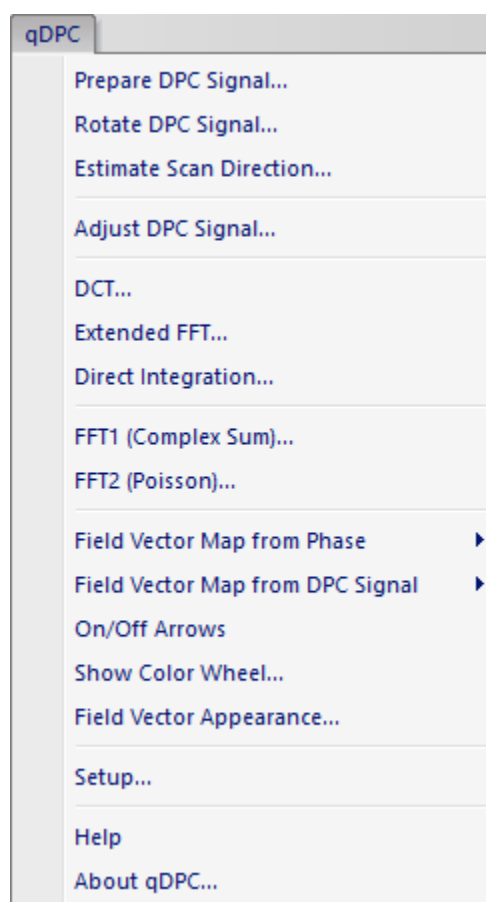 qDPC
Prepare DPC Signal...
Rotate DPC Signal...
Estimate Scan Direction...
Adjust DPC Signal...
DCT...
Extended FFT...
Direct Integration...
FFT1 (Complex Sum)...
FFT2 (Poisson)...
Field Vector Map from Phase
Field Vector Map from DPC Signal
On/Off Arrows
Show Color Wheel...
Field Vector Appearance...
Setup...
Help
About qDPC...